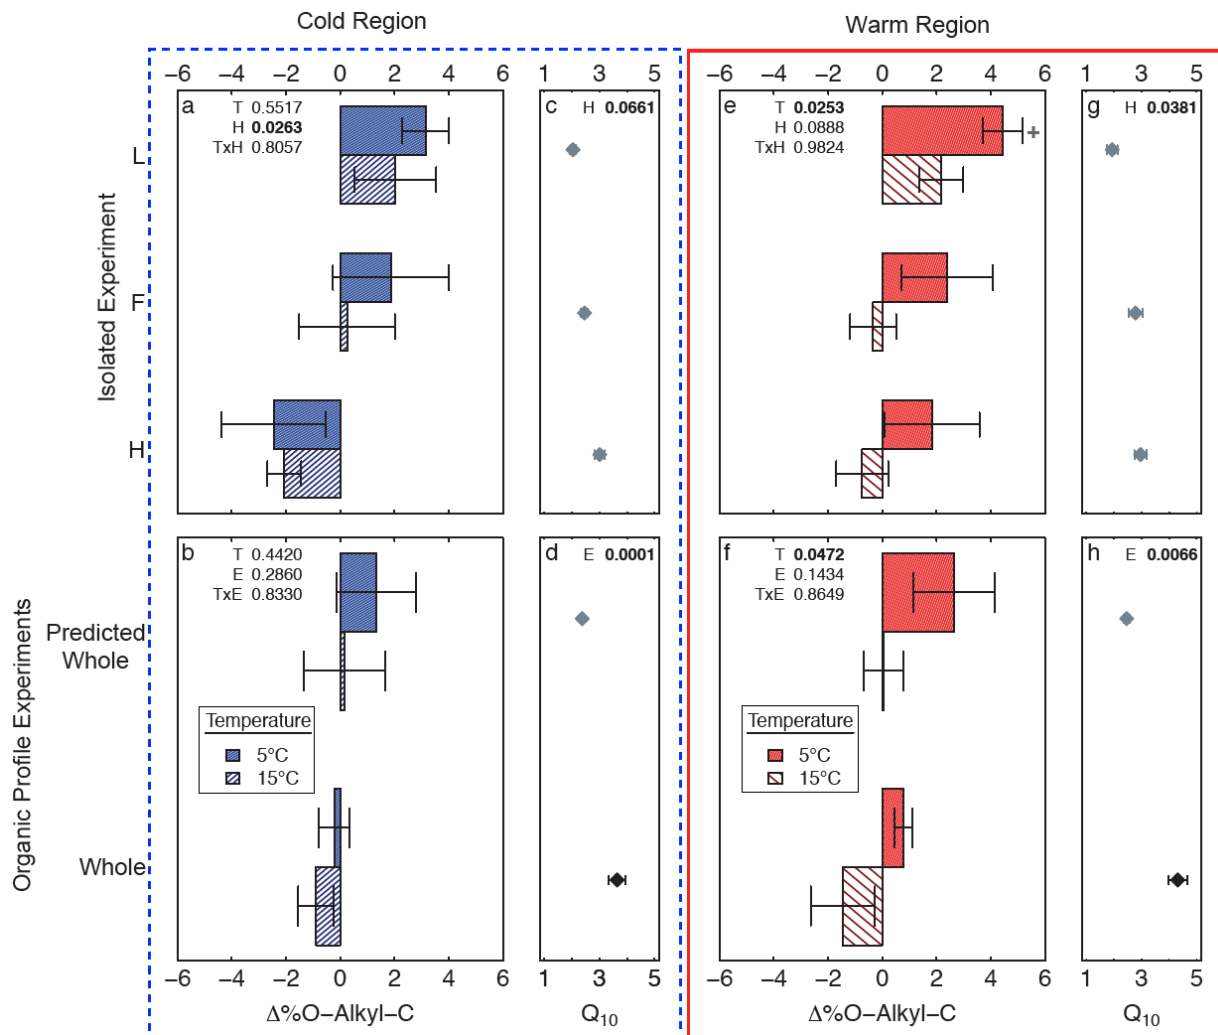 Cold Region
Warm Region
−6 −4 −2 0 2 4 6
1 3 5
−6 −4 −2 0 2 4 6
1 3 5
a
T 0.5517
H 0.0263
TxH 0.8057
c
H 0.0661
e
T 0.0253
H 0.0888
TxH 0.9824
+
g
H 0.0381
Isolated Experiment
L
F
H
b
T 0.4420
E 0.2860
TxE 0.8330
d
E 0.0001
f
T 0.0472
E 0.1434
TxE 0.8649
h
E 0.0066
Organic Profile Experiments
Predicted
Whole
Whole
Temperature
5°C
15°C
Temperature
5°C
15°C
−6 −4 −2 0 2 4 6
1 3 5
−6 −4 −2 0 2 4 6
1 3 5
Δ%O−Alkyl−C
Q10
Δ%O−Alkyl−C
Q10